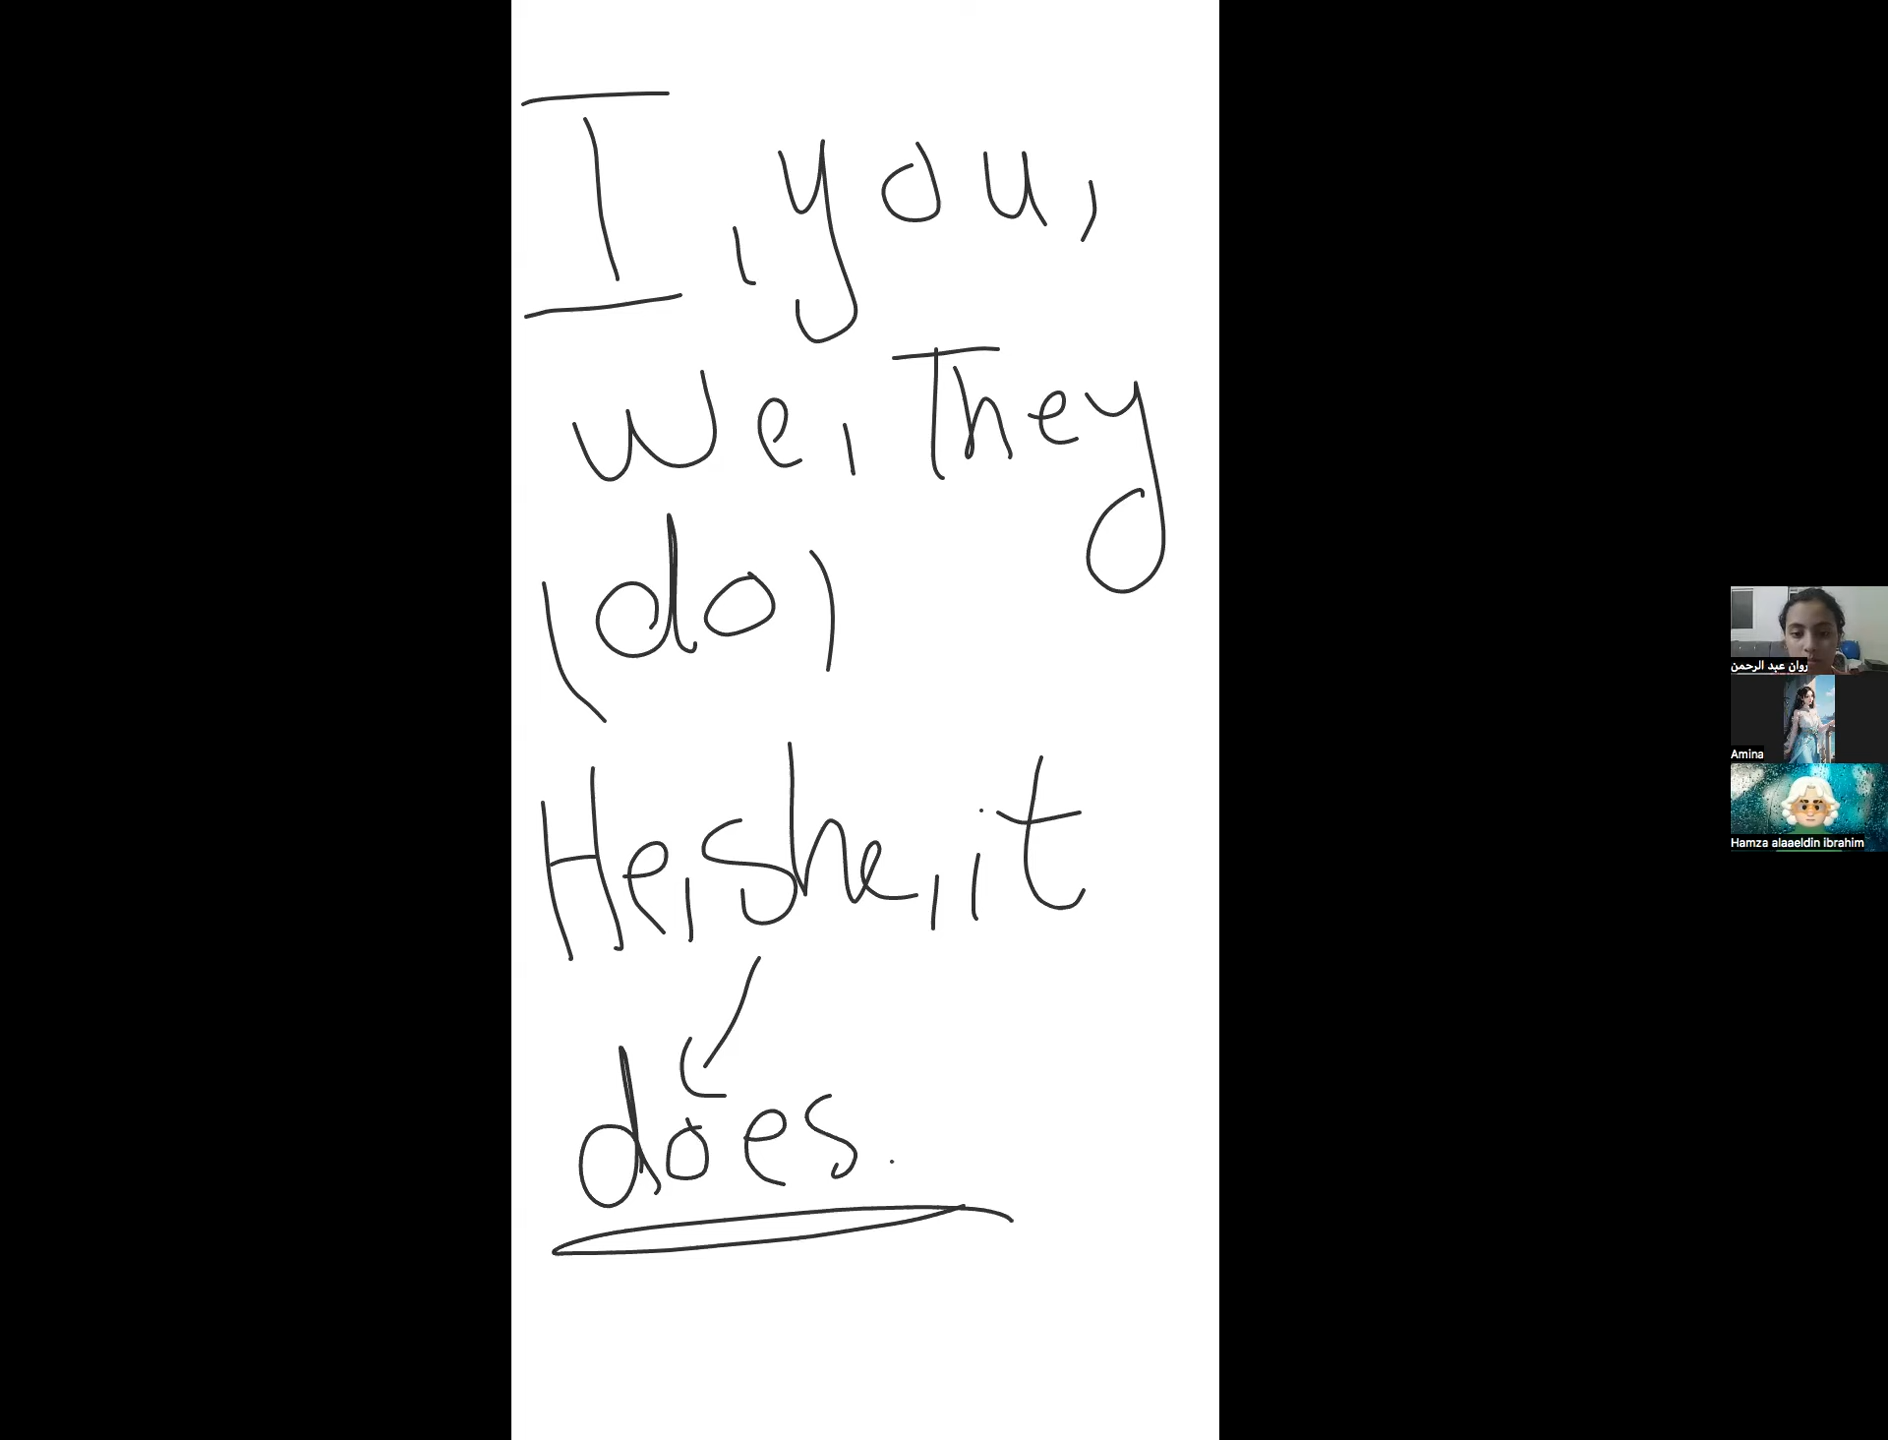 I, you,
We, They
(do)
He, she, it
does.
روان عبد الرحمن
Amina
Hamza alaaeldin ibrahim